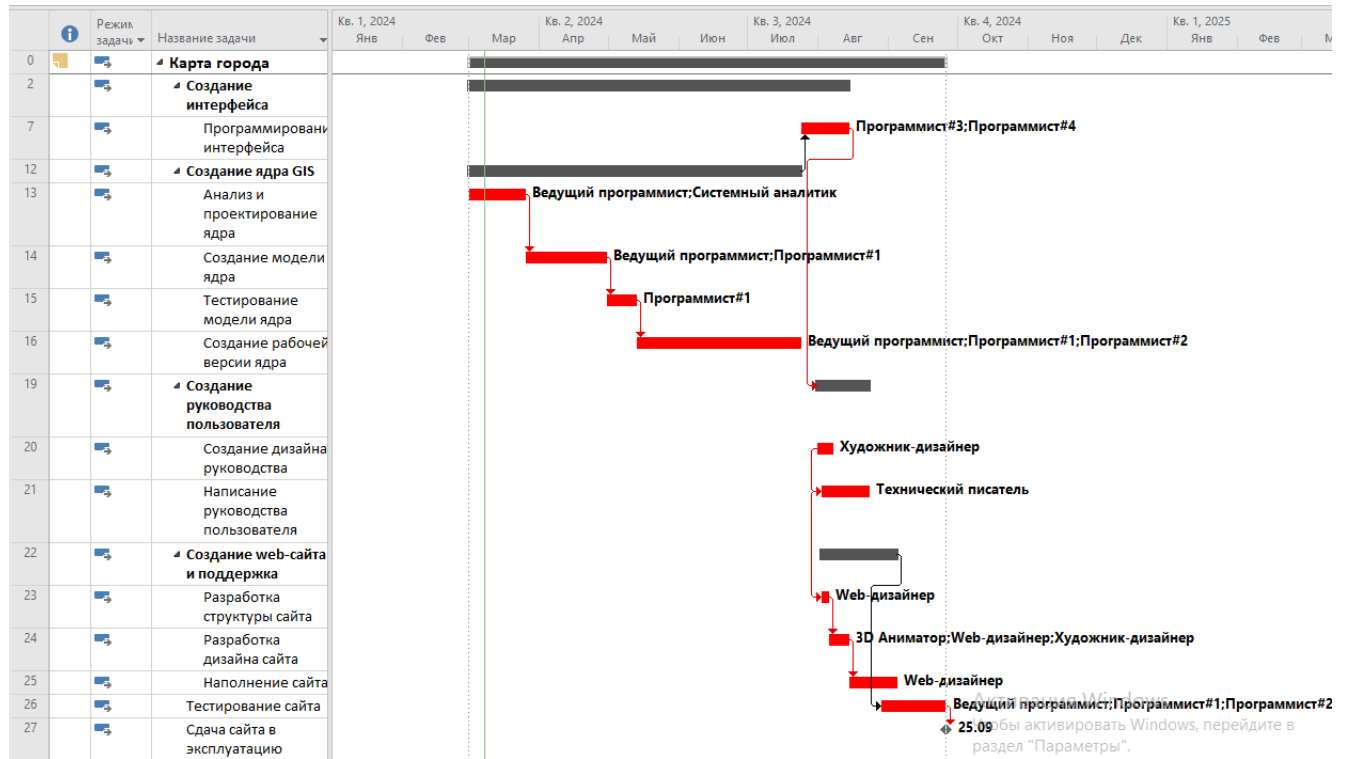 Режим
задачи
Название задачи
Кв. 1, 2024
Кв. 2, 2024
Кв. 3, 2024
Кв. 4, 2024
Кв. 1, 2025
Янв Фев Мар Апр Май Июн Июл Авг Сен Окт Ноя Дек Янв Фев М
0 Карта города
2 Создание
интерфейса
7 Программировани
интерфейса
Программист#3;Программист#4
12 Создание ядра GIS
13 Анализ и
проектирование
ядра
Ведущий программист;Системный аналитик
14 Создание модели
ядра
Ведущий программист;Программист#1
15 Тестирование
модели ядра
Программист#1
16 Создание рабочей
версии ядра
Ведущий программист;Программист#1;Программист#2
19 Создание
руководства
пользователя
20 Создание дизайна
руководства
Художник-дизайнер
21 Написание
руководства
пользователя
Технический писатель
22 Создание web-сайта
и поддержка
23 Разработка
структуры сайта
Web-дизайнер
24 Разработка
дизайна сайта
3D Аниматор;Web-дизайнер;Художник-дизайнер
25 Наполнение сайта
Web-дизайнер
26 Тестирование сайта
Ведущий программист;Программист#1;Программист#2
27 Сдача сайта в
эксплуатацию
25.09
Активация Windows
Чтобы активировать Windows, перейдите в
раздел "Параметры".